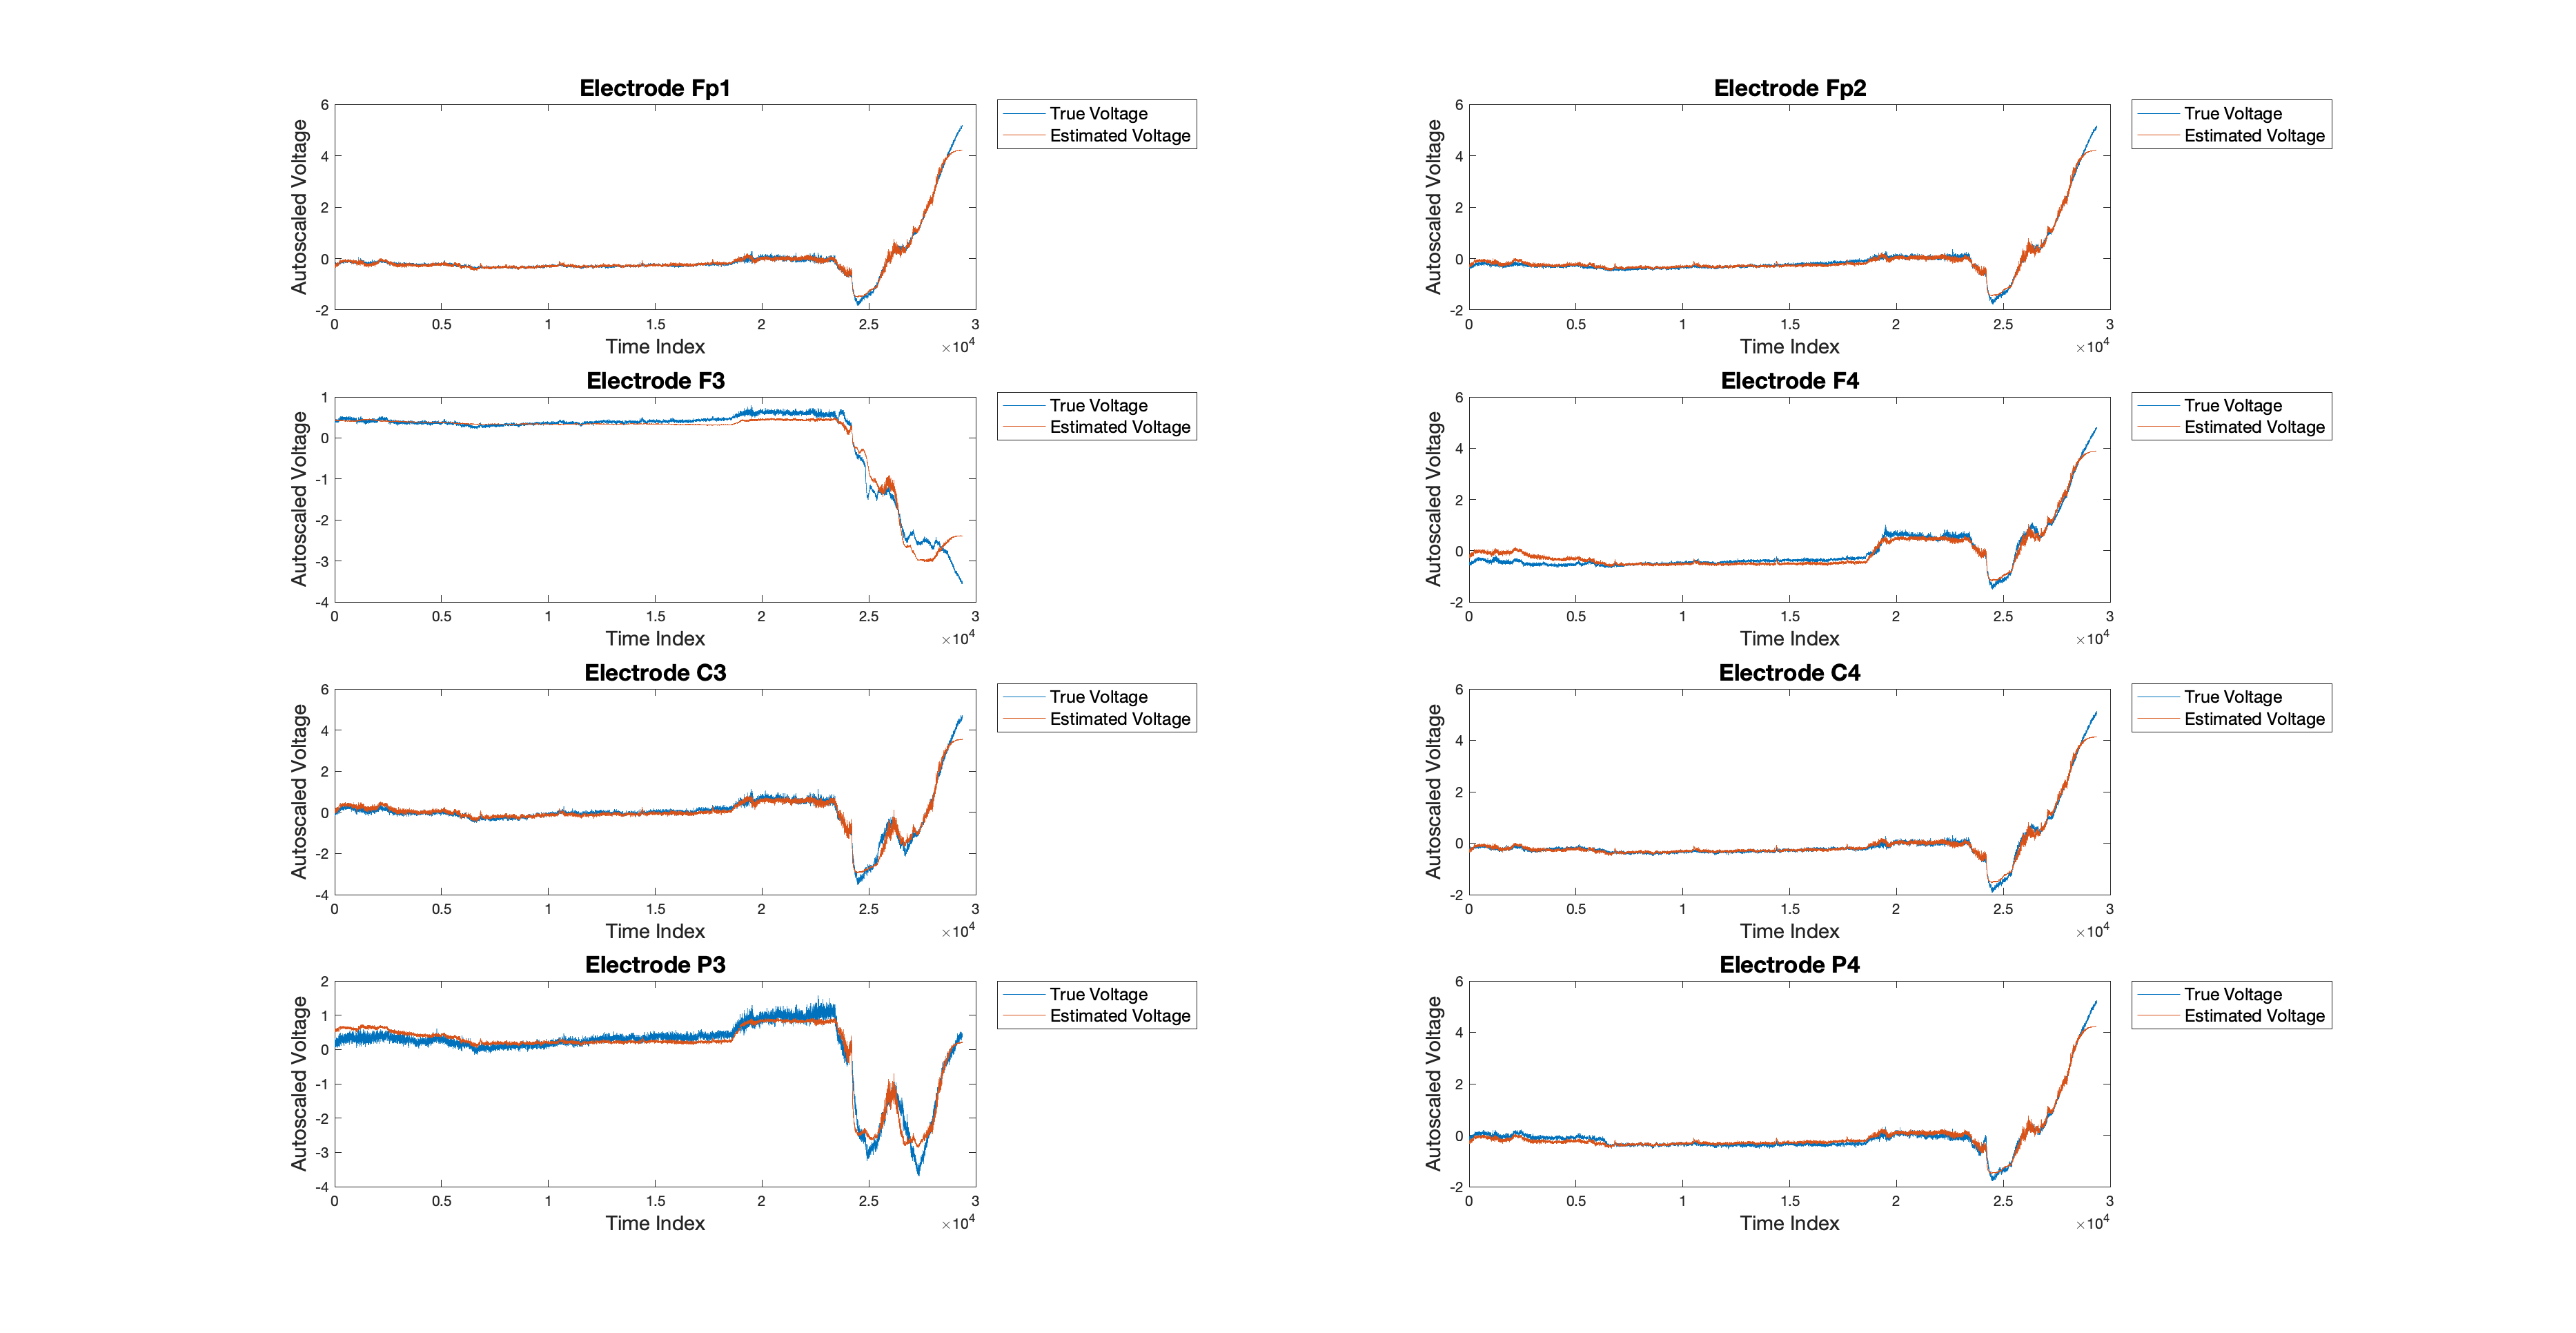 Electrode Fp1
Autoscaled Voltage
6
4
2
0
-2
0 0.5 1 1.5 2 2.5 3
Time Index
×10⁴
True Voltage
Estimated Voltage
Electrode Fp2
Autoscaled Voltage
6
4
2
0
-2
0 0.5 1 1.5 2 2.5 3
Time Index
×10⁴
True Voltage
Estimated Voltage
Electrode F3
Autoscaled Voltage
1
0
-1
-2
-3
-4
0 0.5 1 1.5 2 2.5 3
Time Index
×10⁴
True Voltage
Estimated Voltage
Electrode F4
Autoscaled Voltage
6
4
2
0
-2
0 0.5 1 1.5 2 2.5 3
Time Index
×10⁴
True Voltage
Estimated Voltage
Electrode C3
Autoscaled Voltage
6
4
2
0
-2
-4
0 0.5 1 1.5 2 2.5 3
Time Index
×10⁴
True Voltage
Estimated Voltage
Electrode C4
Autoscaled Voltage
6
4
2
0
-2
0 0.5 1 1.5 2 2.5 3
Time Index
×10⁴
True Voltage
Estimated Voltage
Electrode P3
Autoscaled Voltage
2
1
0
-1
-2
-3
-4
0 0.5 1 1.5 2 2.5 3
Time Index
×10⁴
True Voltage
Estimated Voltage
Electrode P4
Autoscaled Voltage
6
4
2
0
-2
0 0.5 1 1.5 2 2.5 3
Time Index
×10⁴
True Voltage
Estimated Voltage